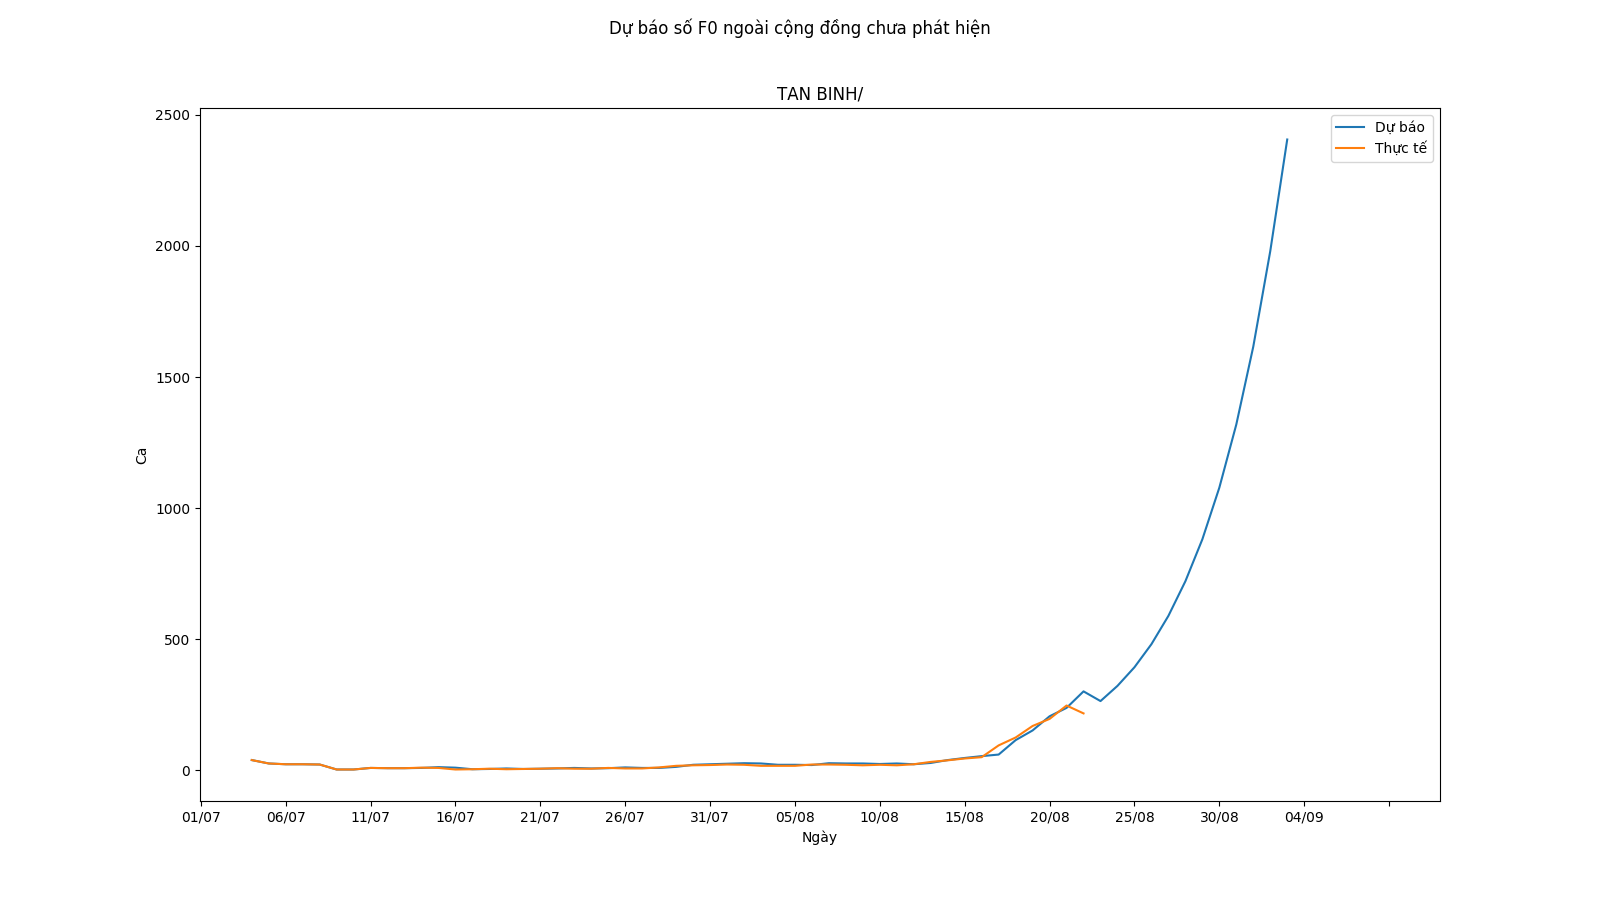 Dự báo số F0 ngoài cộng đồng chưa phát hiện
TAN BINH/
2500
2000
1500
1000
500
0
Ca
Dự báo
Thực tế
01/07 06/07 11/07 16/07 21/07 26/07 31/07 05/08 10/08 15/08 20/08 25/08 30/08 04/09
Ngày